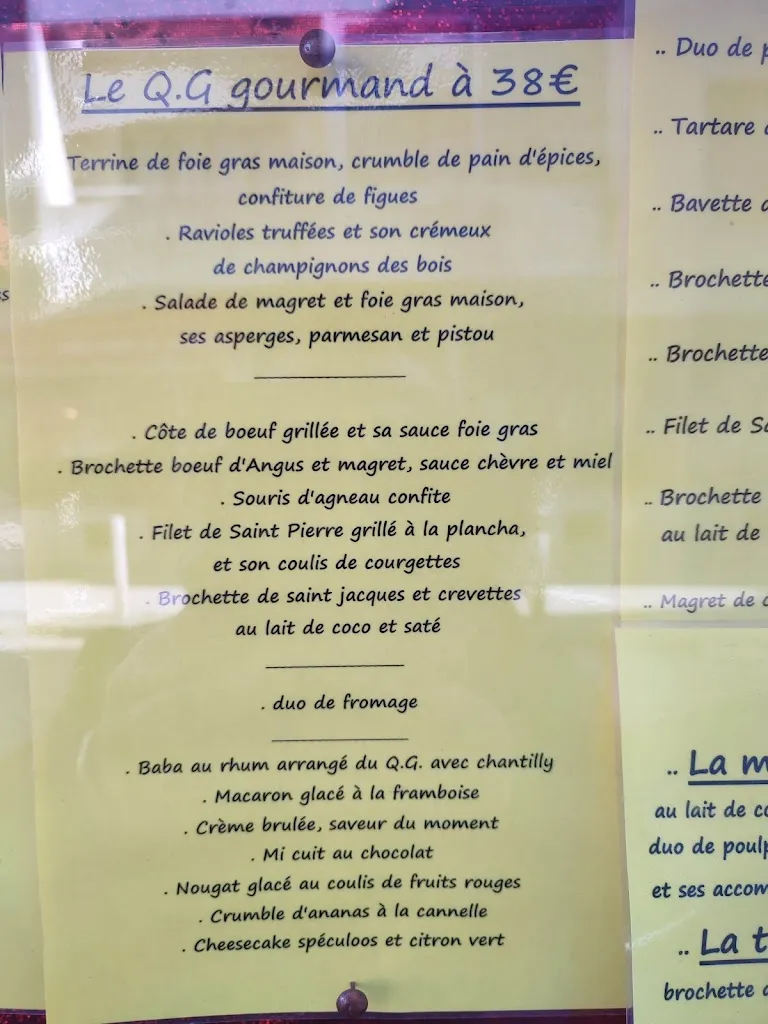 Le Q.G gourmand à 38€
Terrine de foie gras maison, crumble de pain d'épices,
confiture de figues
. Ravioles truffées et son crémeux
de champignons des bois
. Salade de magret et foie gras maison,
ses asperges, parmesan et pistou
. Côte de boeuf grillée et sa sauce foie gras
. Brochette boeuf d'Angus et magret, sauce chèvre et miel
. Souris d'agneau confite
. Filet de Saint Pierre grillé à la plancha,
et son coulis de courgettes
. Brochette de saint jacques et crevettes
au lait de coco et saté
. duo de fromage
. Baba au rhum arrangé du Q.G. avec chantilly
. Macaron glacé à la framboise
. Crème brulée, saveur du moment
. Mi cuit au chocolat
. Nougat glacé au coulis de fruits rouges
. Crumble d'ananas à la cannelle
. Cheesecake spéculoos et citron vert
.. Duo de
.. Tartare
.. Bavette
.. Brochette
.. Brochette
.. Filet de
.. Brochette
au lait de
.. Magret de
.. La
au lait de
duo de
et ses
.. La
brochette